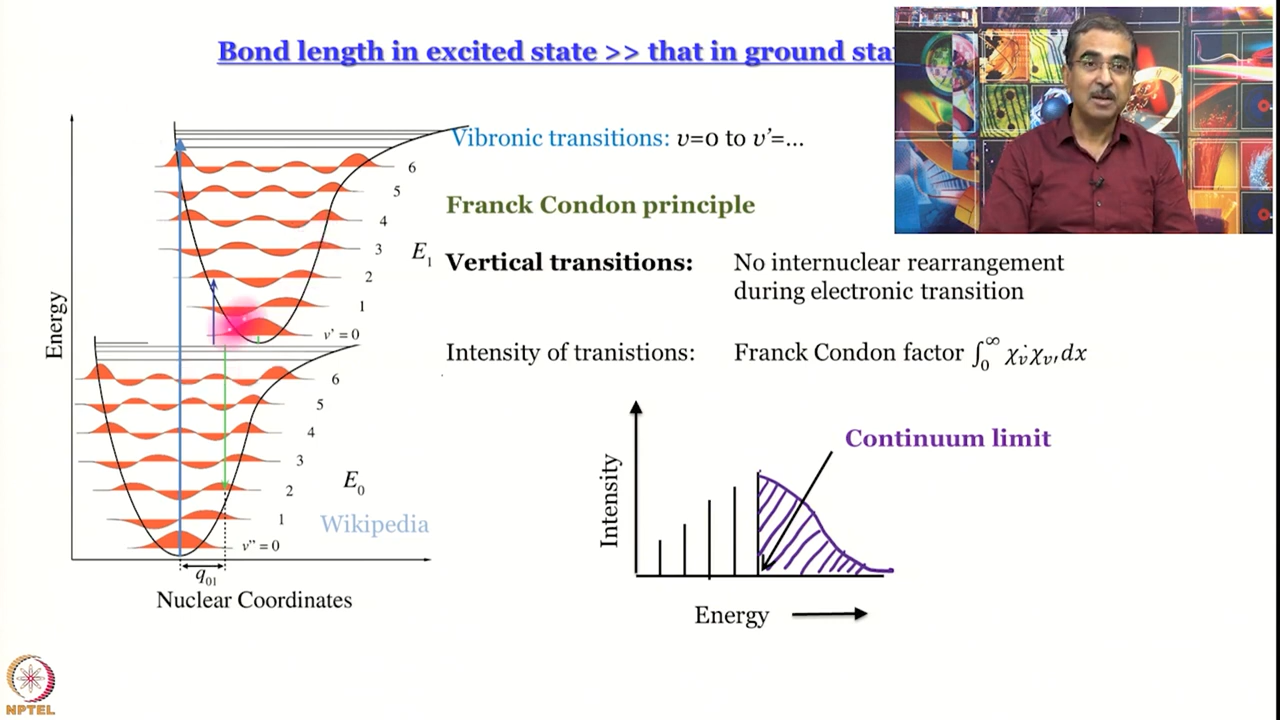 Bond length in excited state >> that in ground sta
Vibronic transitions: υ=0 to υ'=...
Franck Condon principle
Vertical transitions: No internuclear rearrangement
during electronic transition
Intensity of tranistions: Franck Condon factor ∫₀^∞ χᵥ̇χᵥ′dx
Energy
6
5
4
3
2
1
v' = 0
E₁
6
5
4
3
2
1
v'' = 0
E₀
Wikipedia
q₀₁
Nuclear Coordinates
Continuum limit
Intensity
Energy
NPTEL